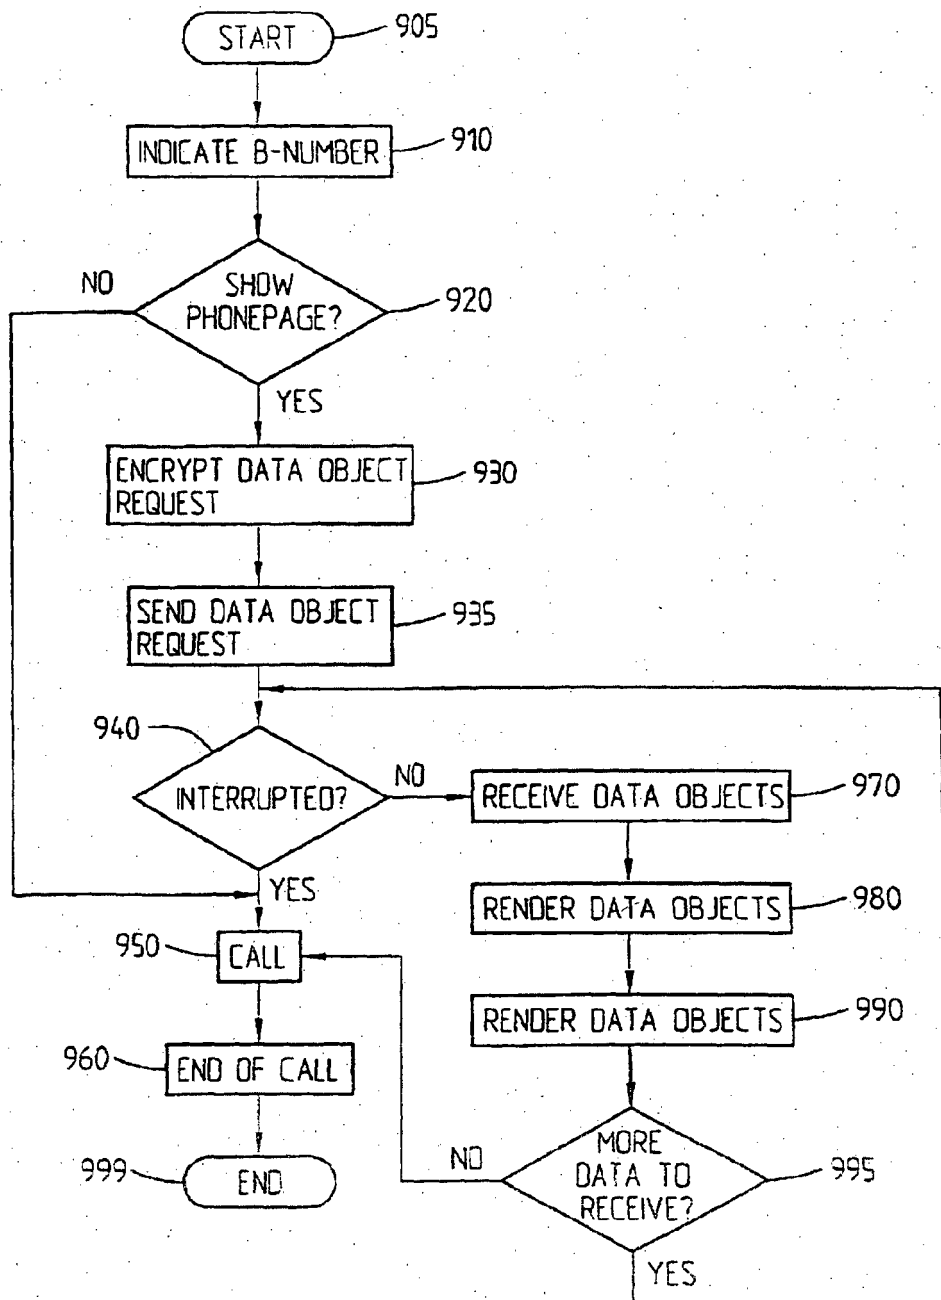 START
905
INDICATE B-NUMBER
910
NO
SHOW
PHONEPAGE?
920
YES
ENCRYPT DATA OBJECT
REQUEST
930
SEND DATA OBJECT
REQUEST
935
940
INTERRUPTED?
NO
RECEIVE DATA OBJECTS
970
YES
RENDER DATA OBJECTS
980
950
CALL
RENDER DATA OBJECTS
990
960
END OF CALL
MORE
DATA TO
RECEIVE?
NO
995
999
END
YES